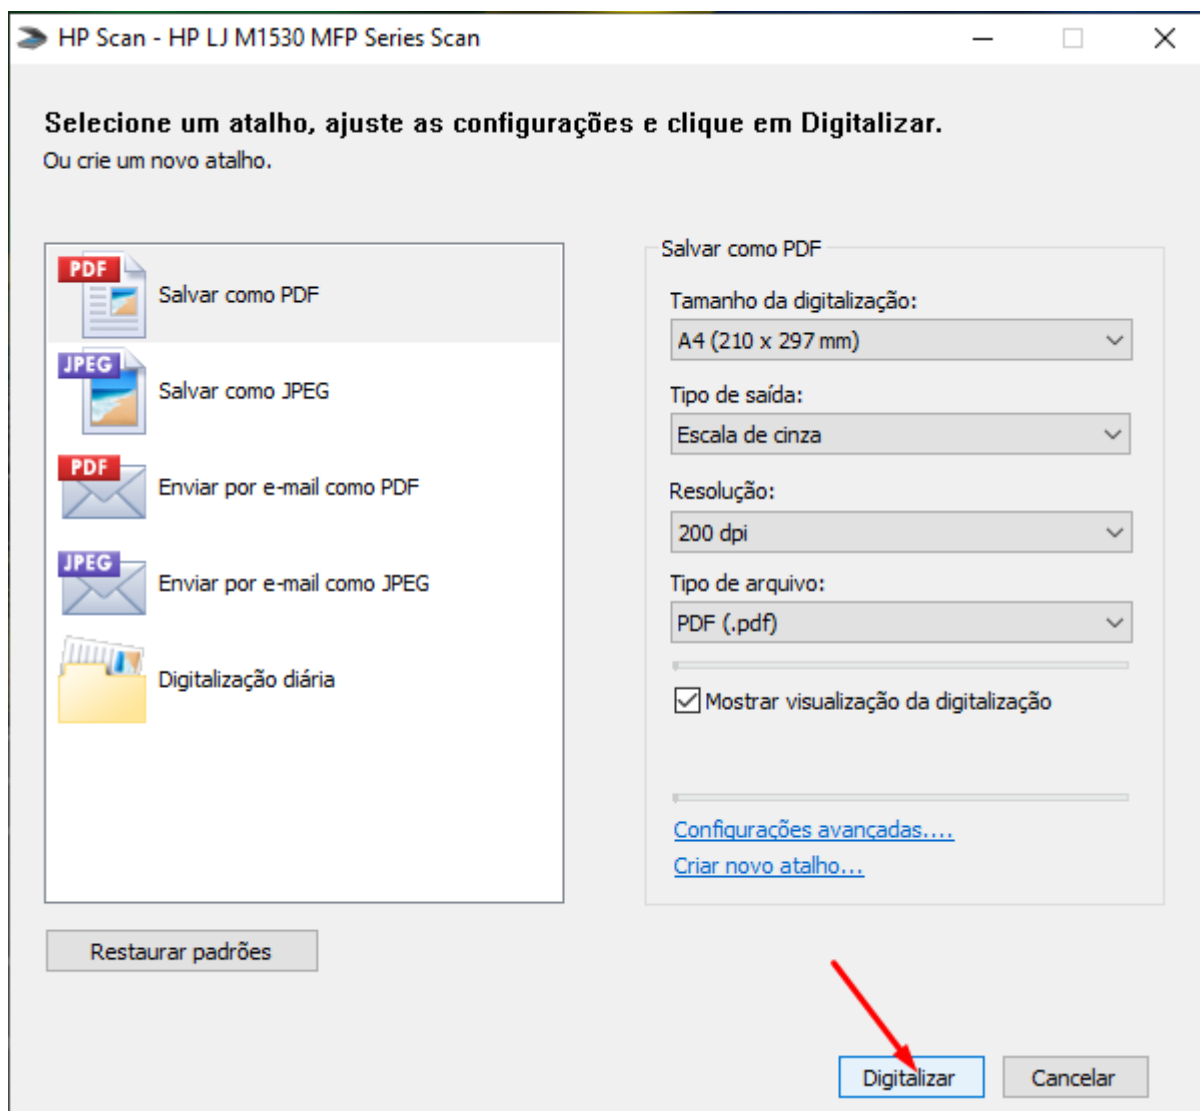 HP Scan - HP LJ M1530 MFP Series Scan
Selecione um atalho, ajuste as configurações e clique em Digitalizar.
Ou crie um novo atalho.
PDF
Salvar como PDF
JPEG
Salvar como JPEG
PDF
Enviar por e-mail como PDF
JPEG
Enviar por e-mail como JPEG
Digitalização diária
Restaurar padrões
Salvar como PDF
Tamanho da digitalização:
A4 (210 x 297 mm)
Tipo de saída:
Escala de cinza
Resolução:
200 dpi
Tipo de arquivo:
PDF (.pdf)
Mostrar visualização da digitalização
Configurações avançadas....
Criar novo atalho...
Digitalizar
Cancelar